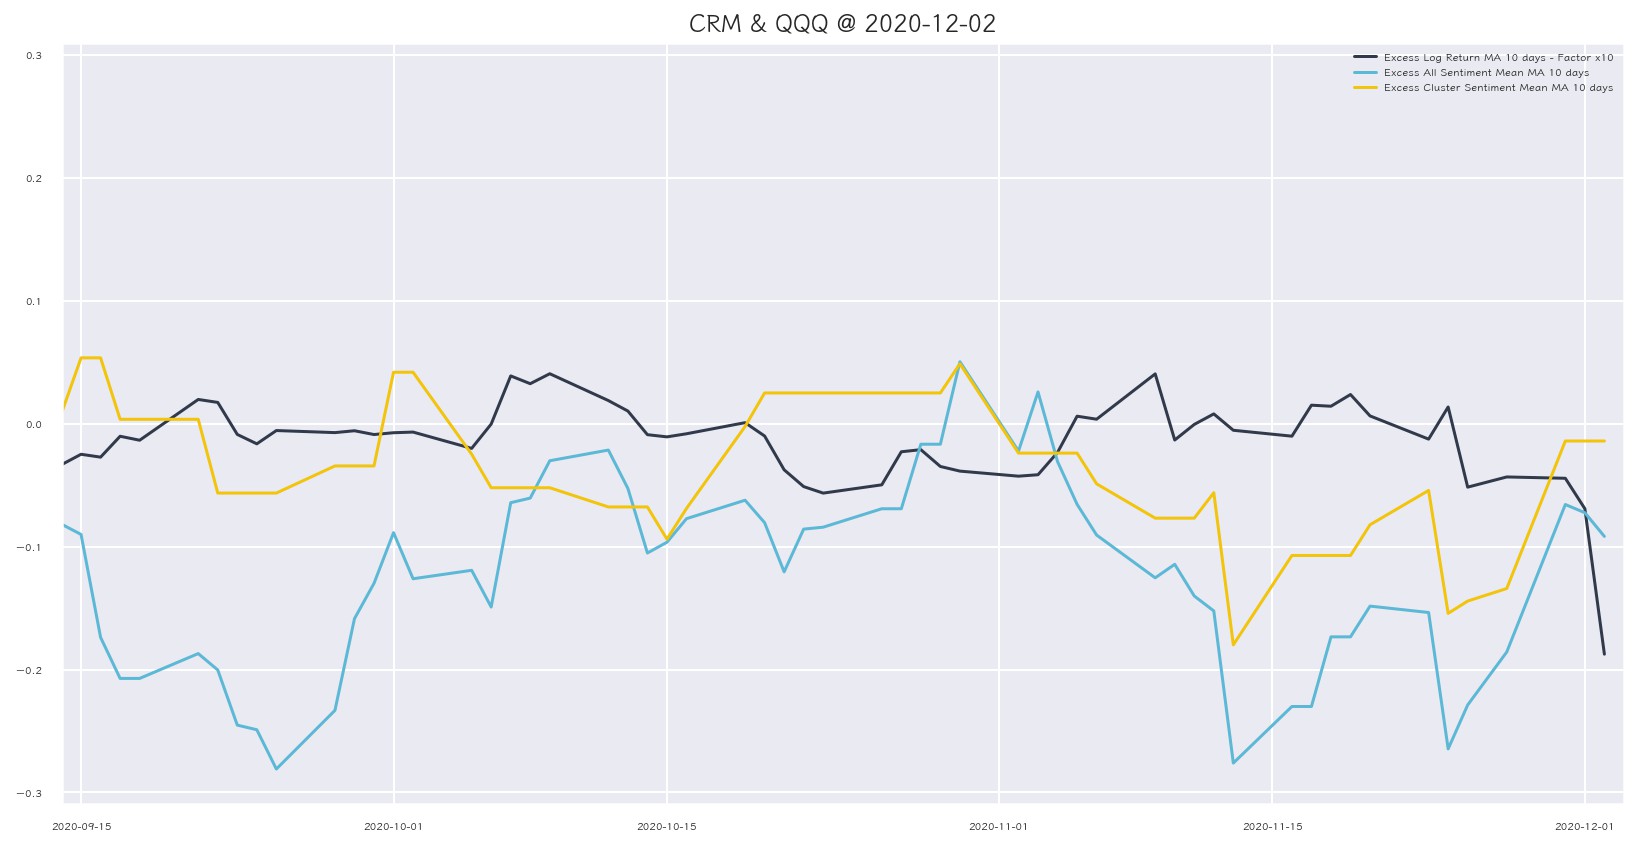 CRM & QQQ @ 2020-12-02
0.3
Excess Log Return MA 10 days - Factor x10
Excess All Sentiment Mean MA 10 days
Excess Cluster Sentiment Mean MA 10 days
0.2
0.1
0.0
−0.1
−0.2
−0.3
2020-09-15 2020-10-01 2020-10-15 2020-11-01 2020-11-15 2020-12-01